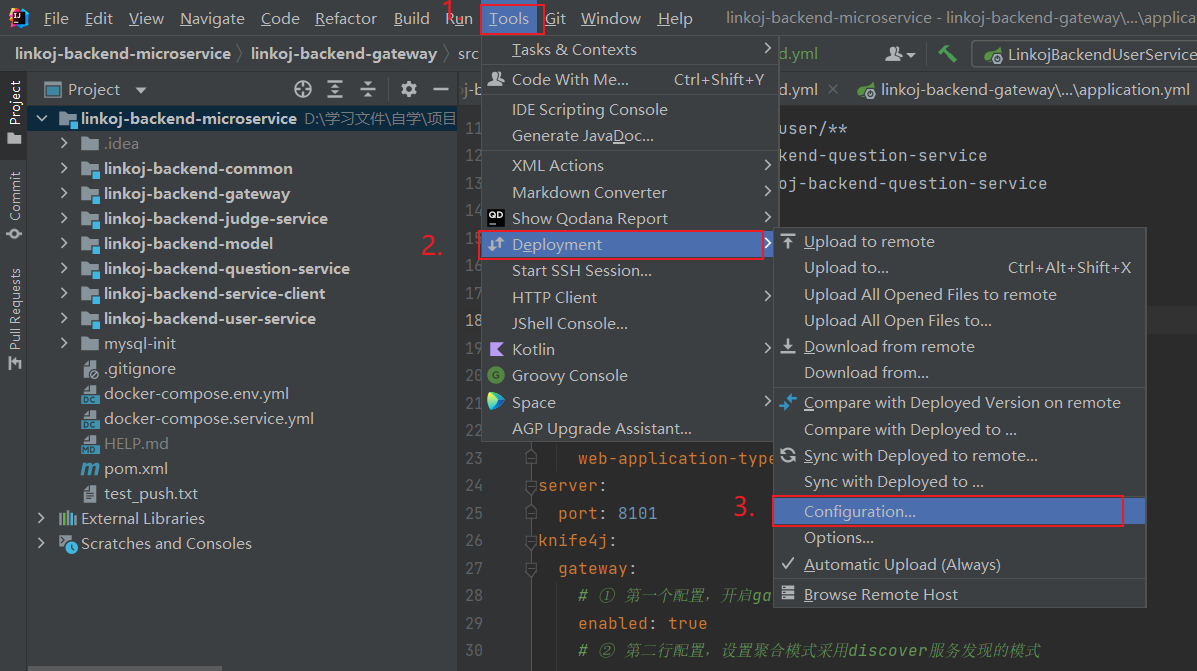 File Edit View Navigate Code Refactor Build Run Tools Git Window Help linkoj-backend-microservice - linkoj-backend-gateway\...\applica
1
linkoj-backend-microservice linkoj-backend-gateway src d.yml LinkojBackendUserService
Project
Commit
Pull Requests
Project
linkoj-backend-microservice D:\学习文件\自学\项目
.idea
linkoj-backend-common
linkoj-backend-gateway
linkoj-backend-judge-service
linkoj-backend-model
linkoj-backend-question-service
linkoj-backend-service-client
linkoj-backend-user-service
mysql-init
.gitignore
docker-compose.env.yml
docker-compose.service.yml
HELP.md
pom.xml
test_push.txt
External Libraries
Scratches and Consoles
Tasks & Contexts
Code With Me... Ctrl+Shift+Y
IDE Scripting Console
Generate JavaDoc...
XML Actions
Markdown Converter
QD Show Qodana Report
2.
Deployment
Start SSH Session...
HTTP Client
JShell Console...
Kotlin
G Groovy Console
Space
AGP Upgrade Assistant...
Upload to remote
Upload to... Ctrl+Alt+Shift+X
Upload All Opened Files to remote
Upload All Open Files to...
Download from remote
Download from...
Compare with Deployed Version on remote
Compare with Deployed to ...
Sync with Deployed to remote...
Sync with Deployed to ...
3.
Configuration...
Options...
Automatic Upload (Always)
Browse Remote Host
oj-b d.yml linkoj-backend-gateway\...\application.yml
11 user/**
12 kend-question-service
13 oj-backend-question-service
14
15
16
17
18
19
20
21
22
23 web-application-type
24 server:
25 port: 8101
26 knife4j:
27 gateway:
28 # ① 第一个配置，开启ga
29 enabled: true
30 # ② 第二行配置，设置聚合模式采用discover服务发现的模式